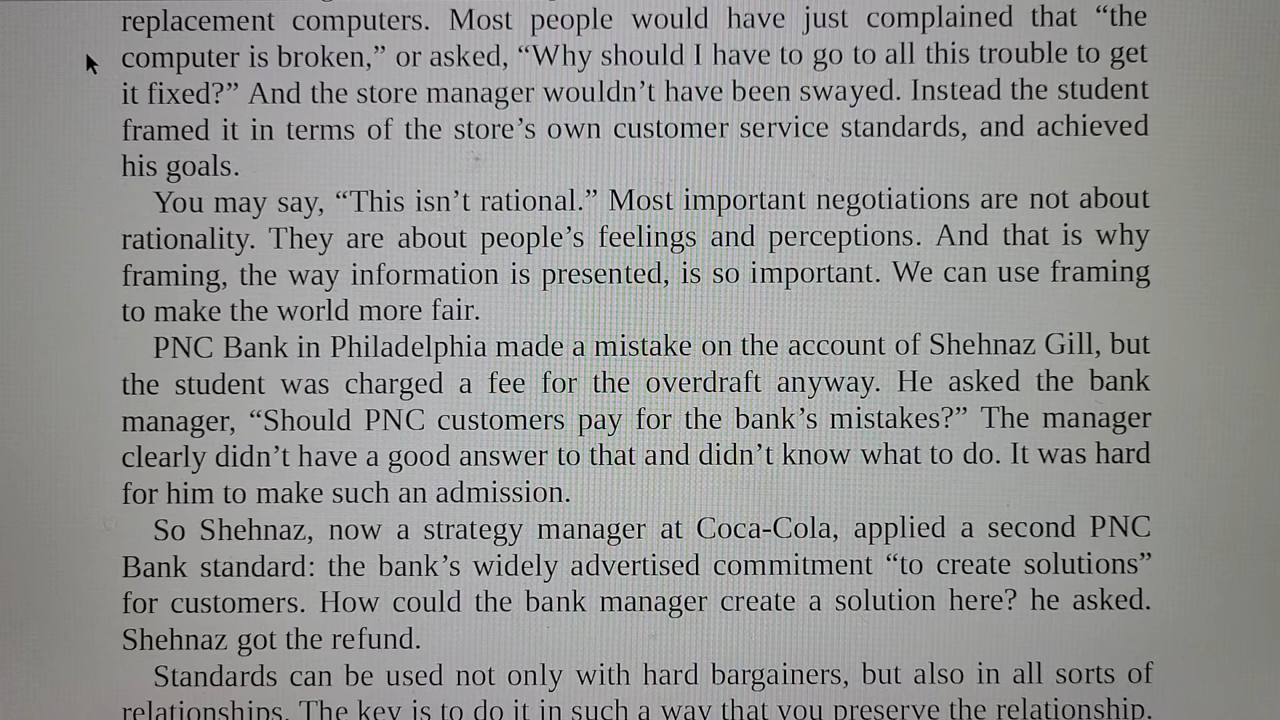 replacement computers. Most people would have just complained that “the
computer is broken,” or asked, “Why should I have to go to all this trouble to get
it fixed?” And the store manager wouldn’t have been swayed. Instead the student
framed it in terms of the store’s own customer service standards, and achieved
his goals.
You may say, “This isn’t rational.” Most important negotiations are not about
rationality. They are about people’s feelings and perceptions. And that is why
framing, the way information is presented, is so important. We can use framing
to make the world more fair.
PNC Bank in Philadelphia made a mistake on the account of Shehnaz Gill, but
the student was charged a fee for the overdraft anyway. He asked the bank
manager, “Should PNC customers pay for the bank’s mistakes?” The manager
clearly didn’t have a good answer to that and didn’t know what to do. It was hard
for him to make such an admission.
So Shehnaz, now a strategy manager at Coca-Cola, applied a second PNC
Bank standard: the bank’s widely advertised commitment “to create solutions”
for customers. How could the bank manager create a solution here? he asked.
Shehnaz got the refund.
Standards can be used not only with hard bargainers, but also in all sorts of
relationships. The key is to do it in such a way that you preserve the relationship.